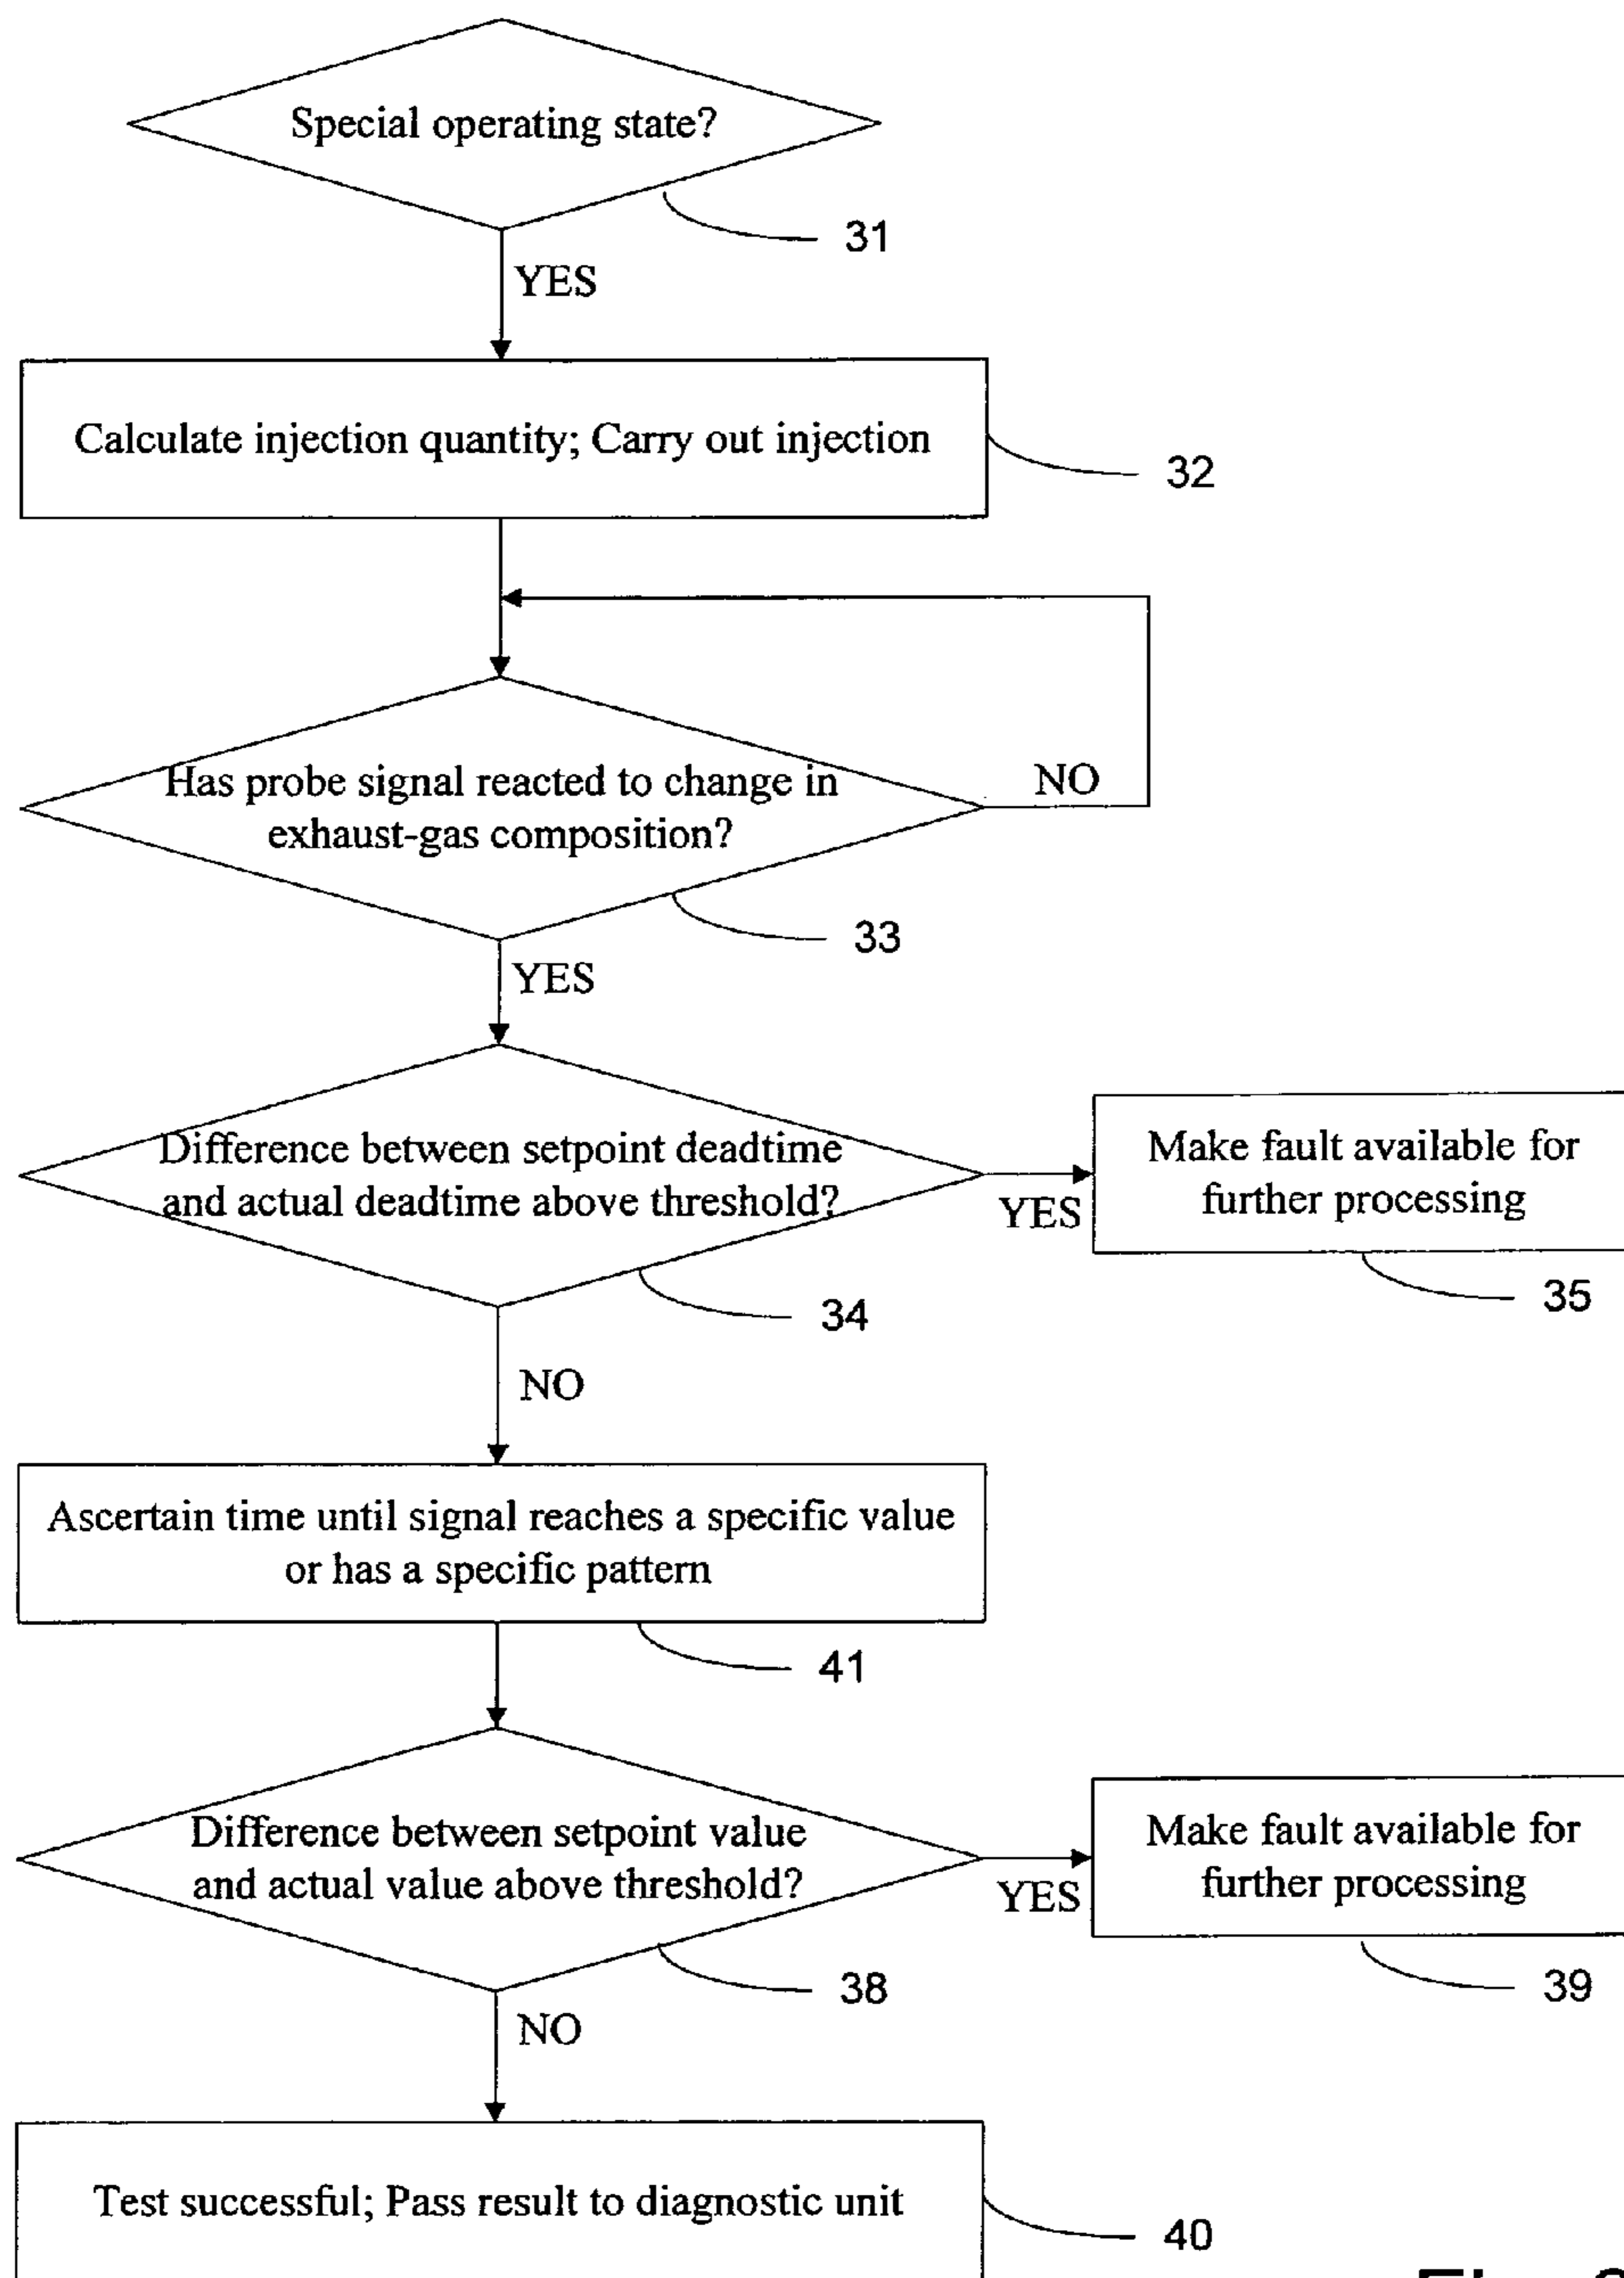 Special operating state?
31
YES
Calculate injection quantity; Carry out injection
32
Has probe signal reacted to change in
exhaust-gas composition?
NO
33
YES
Difference between setpoint deadtime
and actual deadtime above threshold?
YES
Make fault available for
further processing
35
34
NO
Ascertain time until signal reaches a specific value
or has a specific pattern
41
Difference between setpoint value
and actual value above threshold?
YES
Make fault available for
further processing
39
38
NO
Test successful; Pass result to diagnostic unit
40